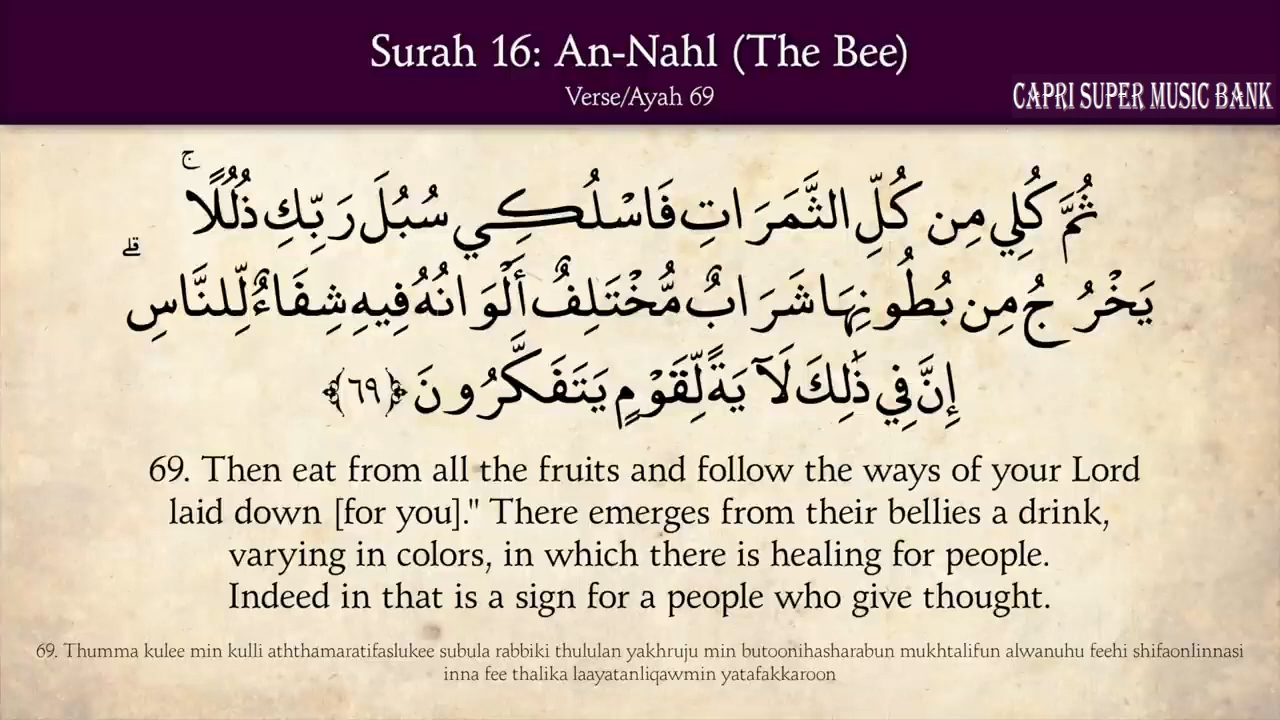 Surah 16: An-Nahl (The Bee)
Verse/Ayah 69
CAPRI SUPER MUSIC BANK
ثُمَّ كُلِي مِن كُلِّ الثَّمَرَاتِ فَاسْلُكِي سُبُلَ رَبِّكِ ذُلُلًا ۚ
يَخْرُجُ مِن بُطُونِهَا شَرَابٌ مُّخْتَلِفٌ أَلْوَانُهُ فِيهِ شِفَاءٌ لِّلنَّاسِ ۗ
إِنَّ فِي ذَٰلِكَ لَآيَةً لِّقَوْمٍ يَتَفَكَّرُونَ ﴿٦٩﴾
69. Then eat from all the fruits and follow the ways of your Lord
laid down [for you]." There emerges from their bellies a drink,
varying in colors, in which there is healing for people.
Indeed in that is a sign for a people who give thought.
69. Thumma kulee min kulli aththamaratifaslukee subula rabbiki thululan yakhruju min butoonihasharabun mukhtalifun alwanuhu feehi shifaonlinnasi
inna fee thalika laayatanliqawmin yatafakkaroon